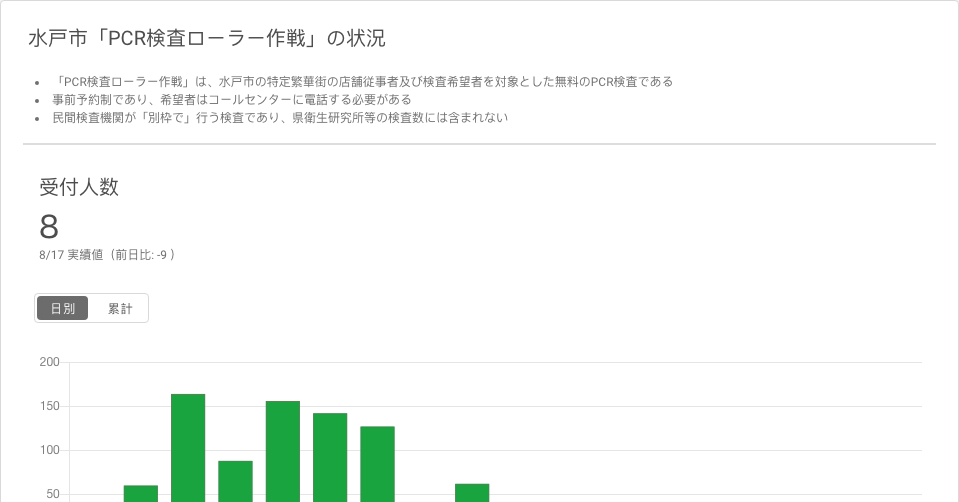 水戸市「PCR検査ローラー作戦」の状況
• 「PCR検査ローラー作戦」は、水戸市の特定繁華街の店舗従事者及び検査希望者を対象とした無料のPCR検査である
• 事前予約制であり、希望者はコールセンターに電話する必要がある
• 民間検査機関が「別枠で」行う検査であり、県衛生研究所等の検査数には含まれない
受付人数
8
8/17 実績値（前日比: -9 ）
日別 累計
200
150
100
50